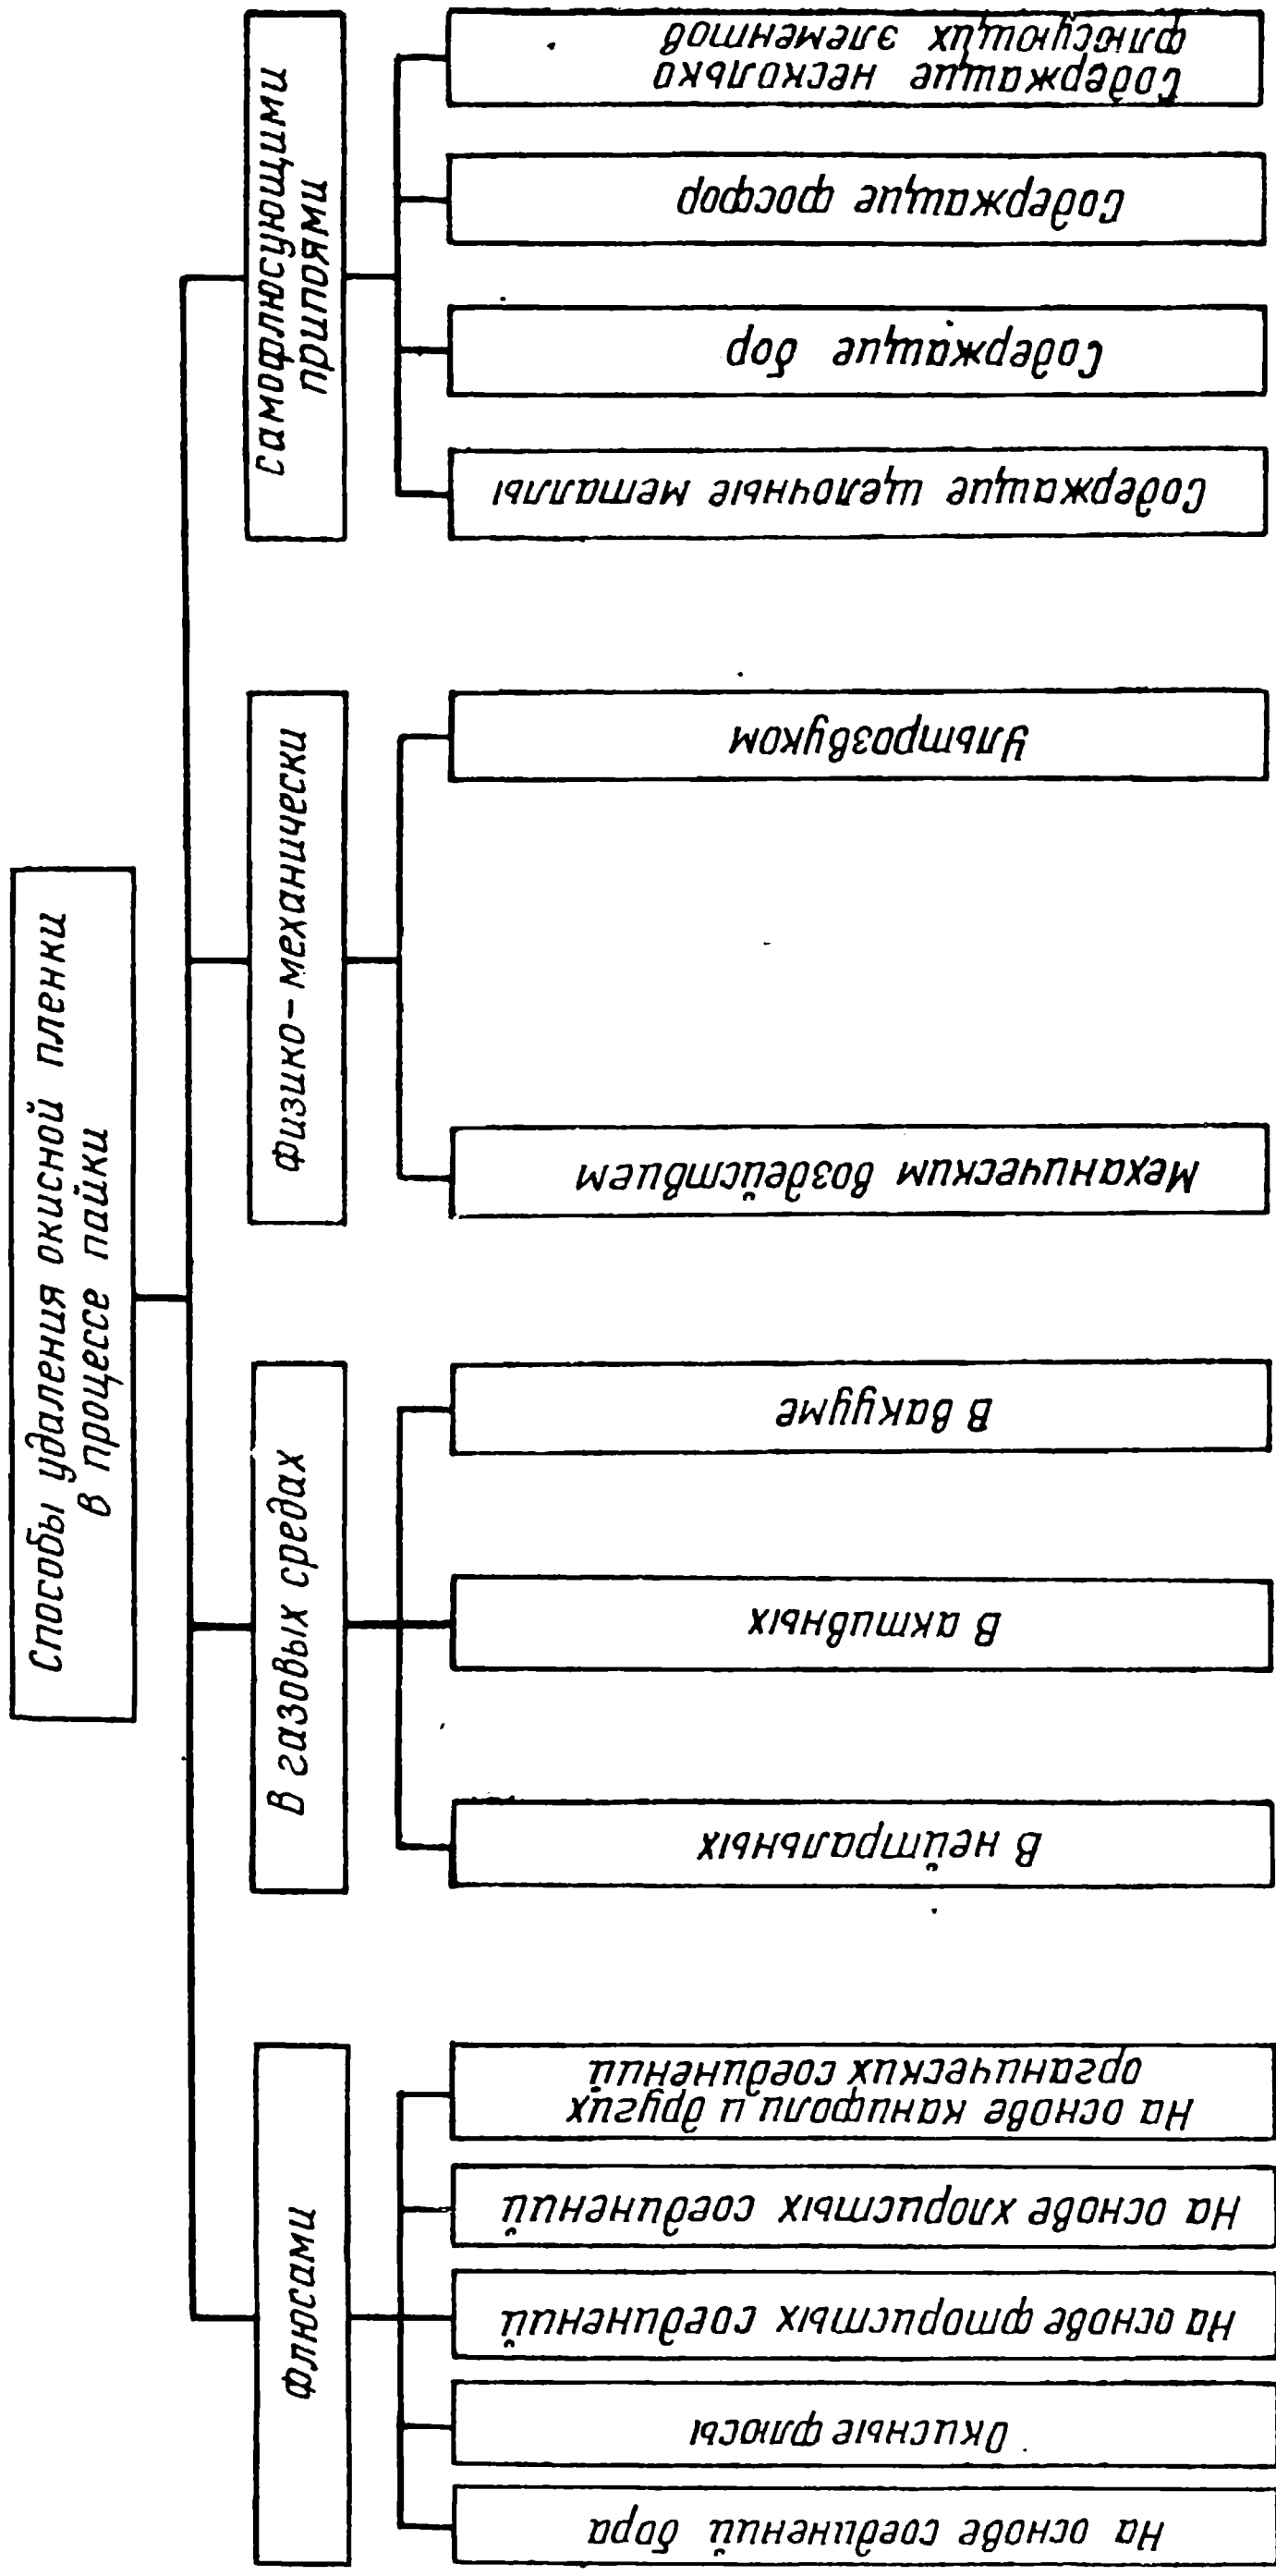 Способы удаления окисной пленки
в процессе пайки
Флюсами
В газовых средах
Физико-механически
Самофлюсующими
припоями
На основе соединений бора
Окисные флюсы
На основе фтористых соединений
На основе хлористых соединений
На основе канифоли и других
органических соединений
В нейтральных
В активных
В вакууме
Механическим воздействием
Ультрозвуком
Содержащие щелочные металлы
Содержащие бор
Содержащие фосфор
Содержащие несколько
флюсующих элементов